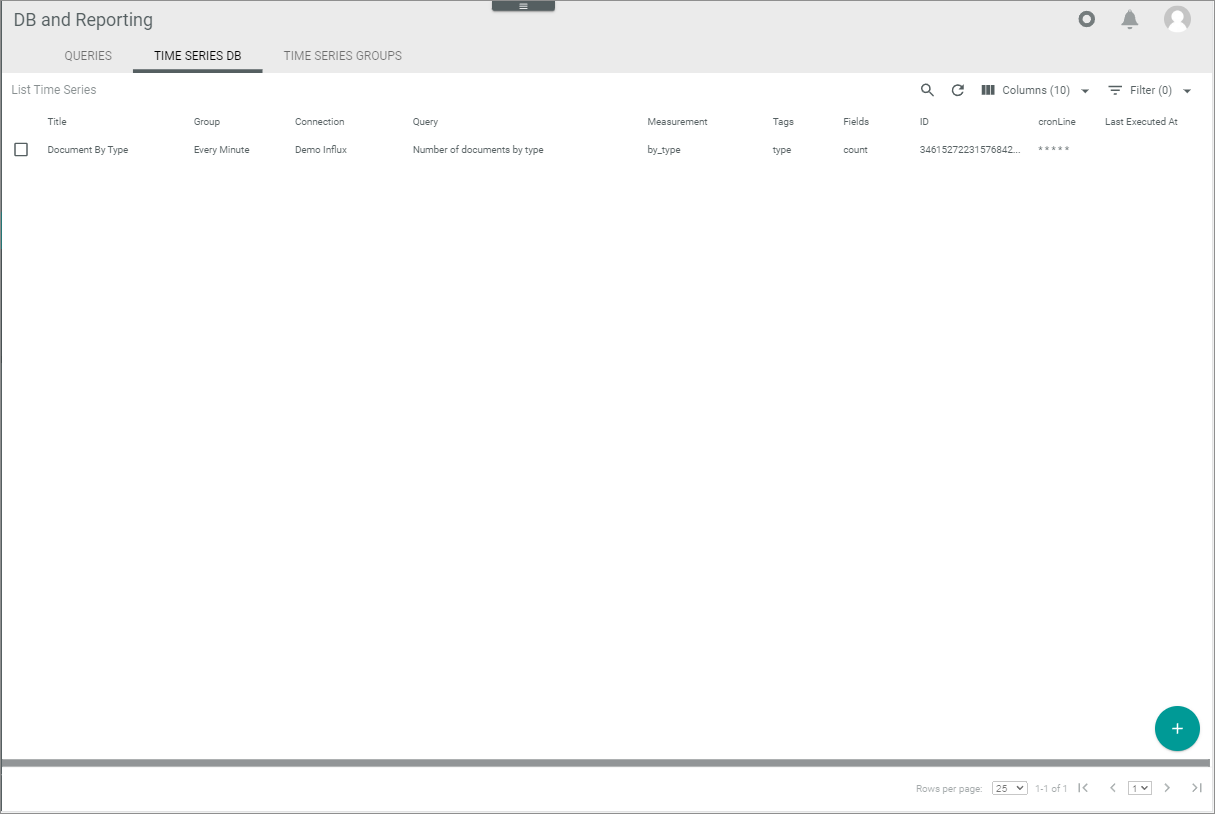 DB and Reporting
QUERIES TIME SERIES DB TIME SERIES GROUPS
List Time Series Columns (10) Filter (0)
Title Group Connection Query Measurement Tags Fields ID cronLine Last Executed At
Document By Type Every Minute Demo Influx Number of documents by type by_type type count 34615272231576842... * * * * *
+
Rows per page: 25 1-1 of 1 1